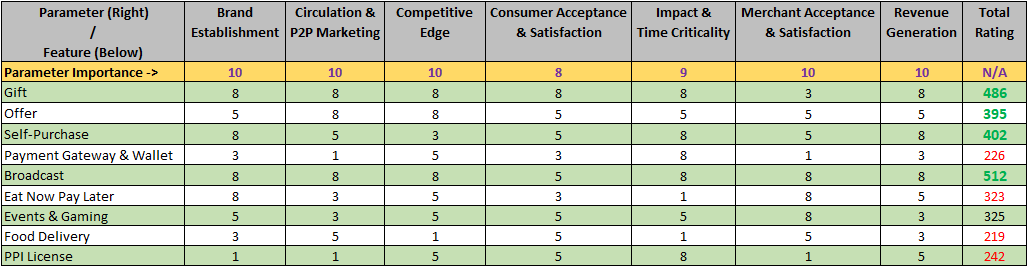 Parameter (Right) / Feature (Below) Brand Establishment Circulation & P2P Marketing Competitive Edge Consumer Acceptance & Satisfaction Impact & Time Criticality Merchant Acceptance & Satisfaction Revenue Generation Total Rating
Parameter Importance -> 10 10 10 8 9 10 10 N/A
Gift 8 8 8 8 8 3 8 486
Offer 5 8 8 5 5 5 5 395
Self-Purchase 8 5 3 5 8 5 8 402
Payment Gateway & Wallet 3 1 5 3 8 1 3 226
Broadcast 8 8 8 5 8 8 8 512
Eat Now Pay Later 8 3 5 3 1 8 5 323
Events & Gaming 5 3 5 5 5 8 3 325
Food Delivery 3 5 1 5 1 5 3 219
PPI License 1 1 5 5 8 1 5 242